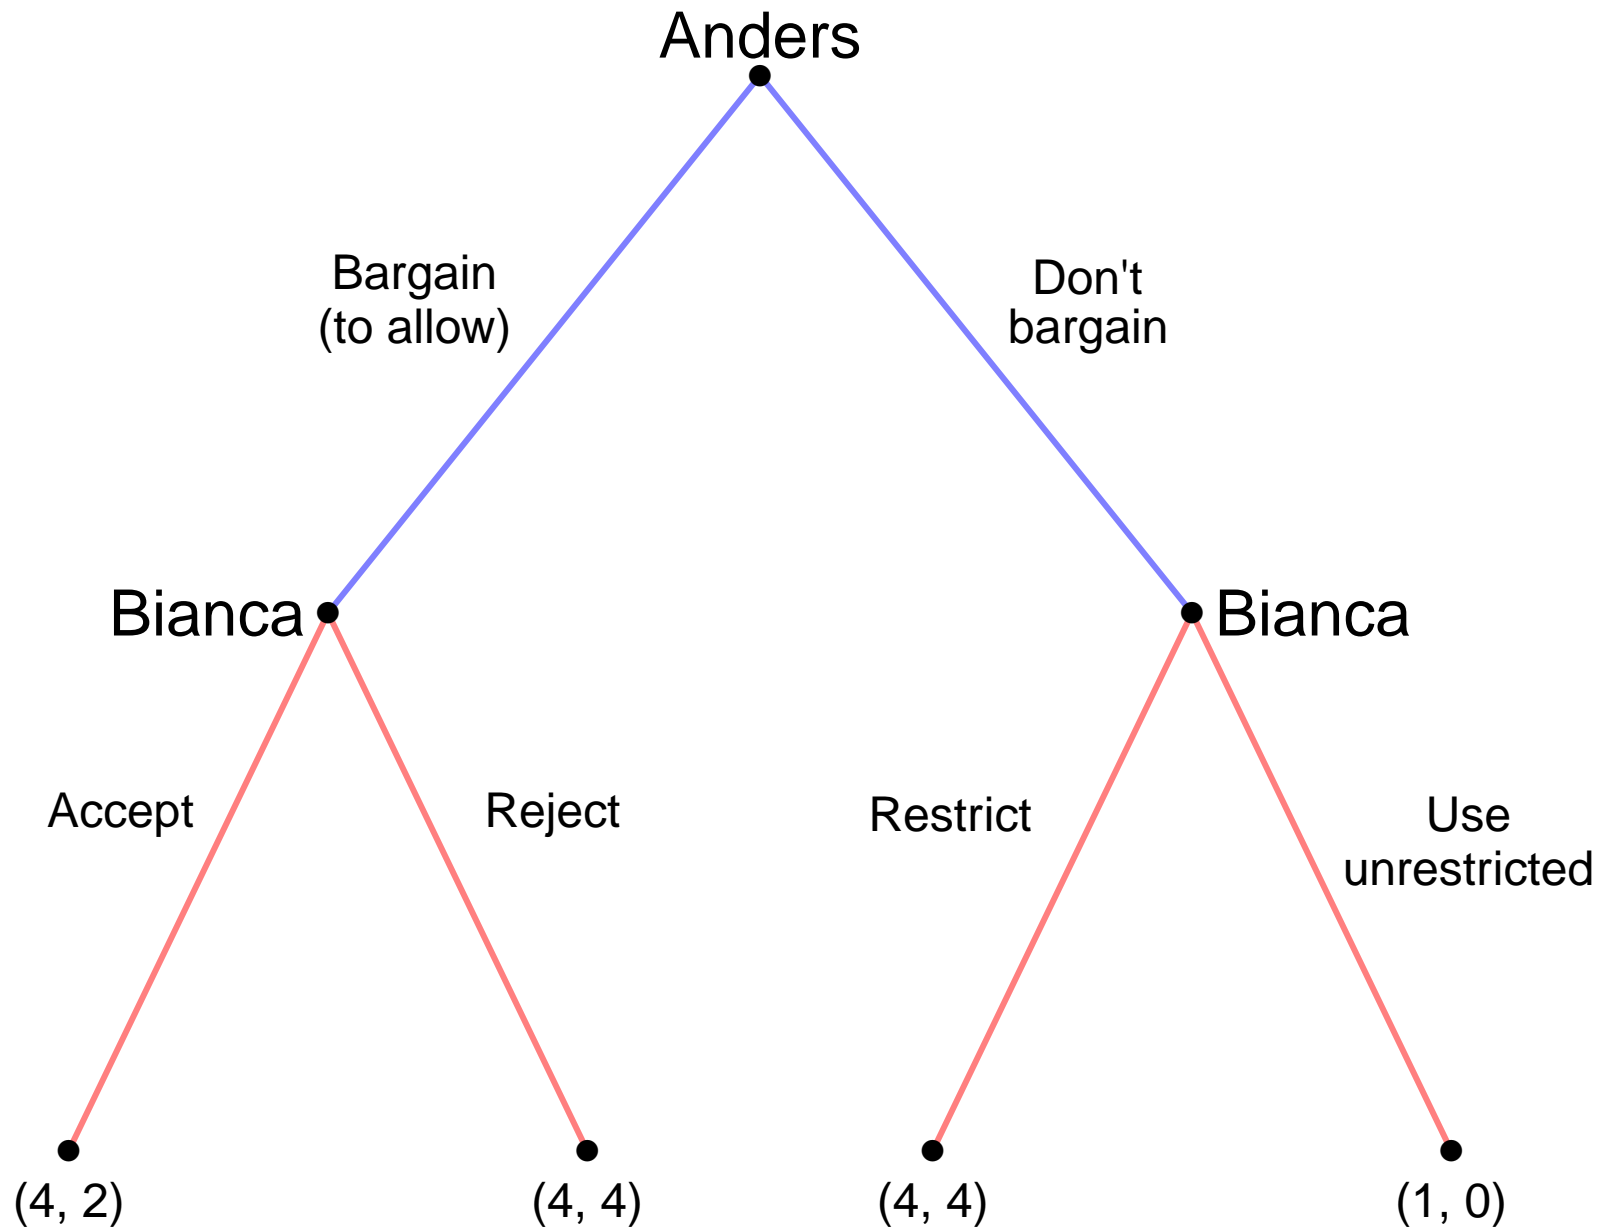 Anders
Bargain
(to allow)
Don't
bargain
Bianca
Bianca
Accept
Reject
Restrict
Use
unrestricted
(4, 2)
(4, 4)
(4, 4)
(1, 0)